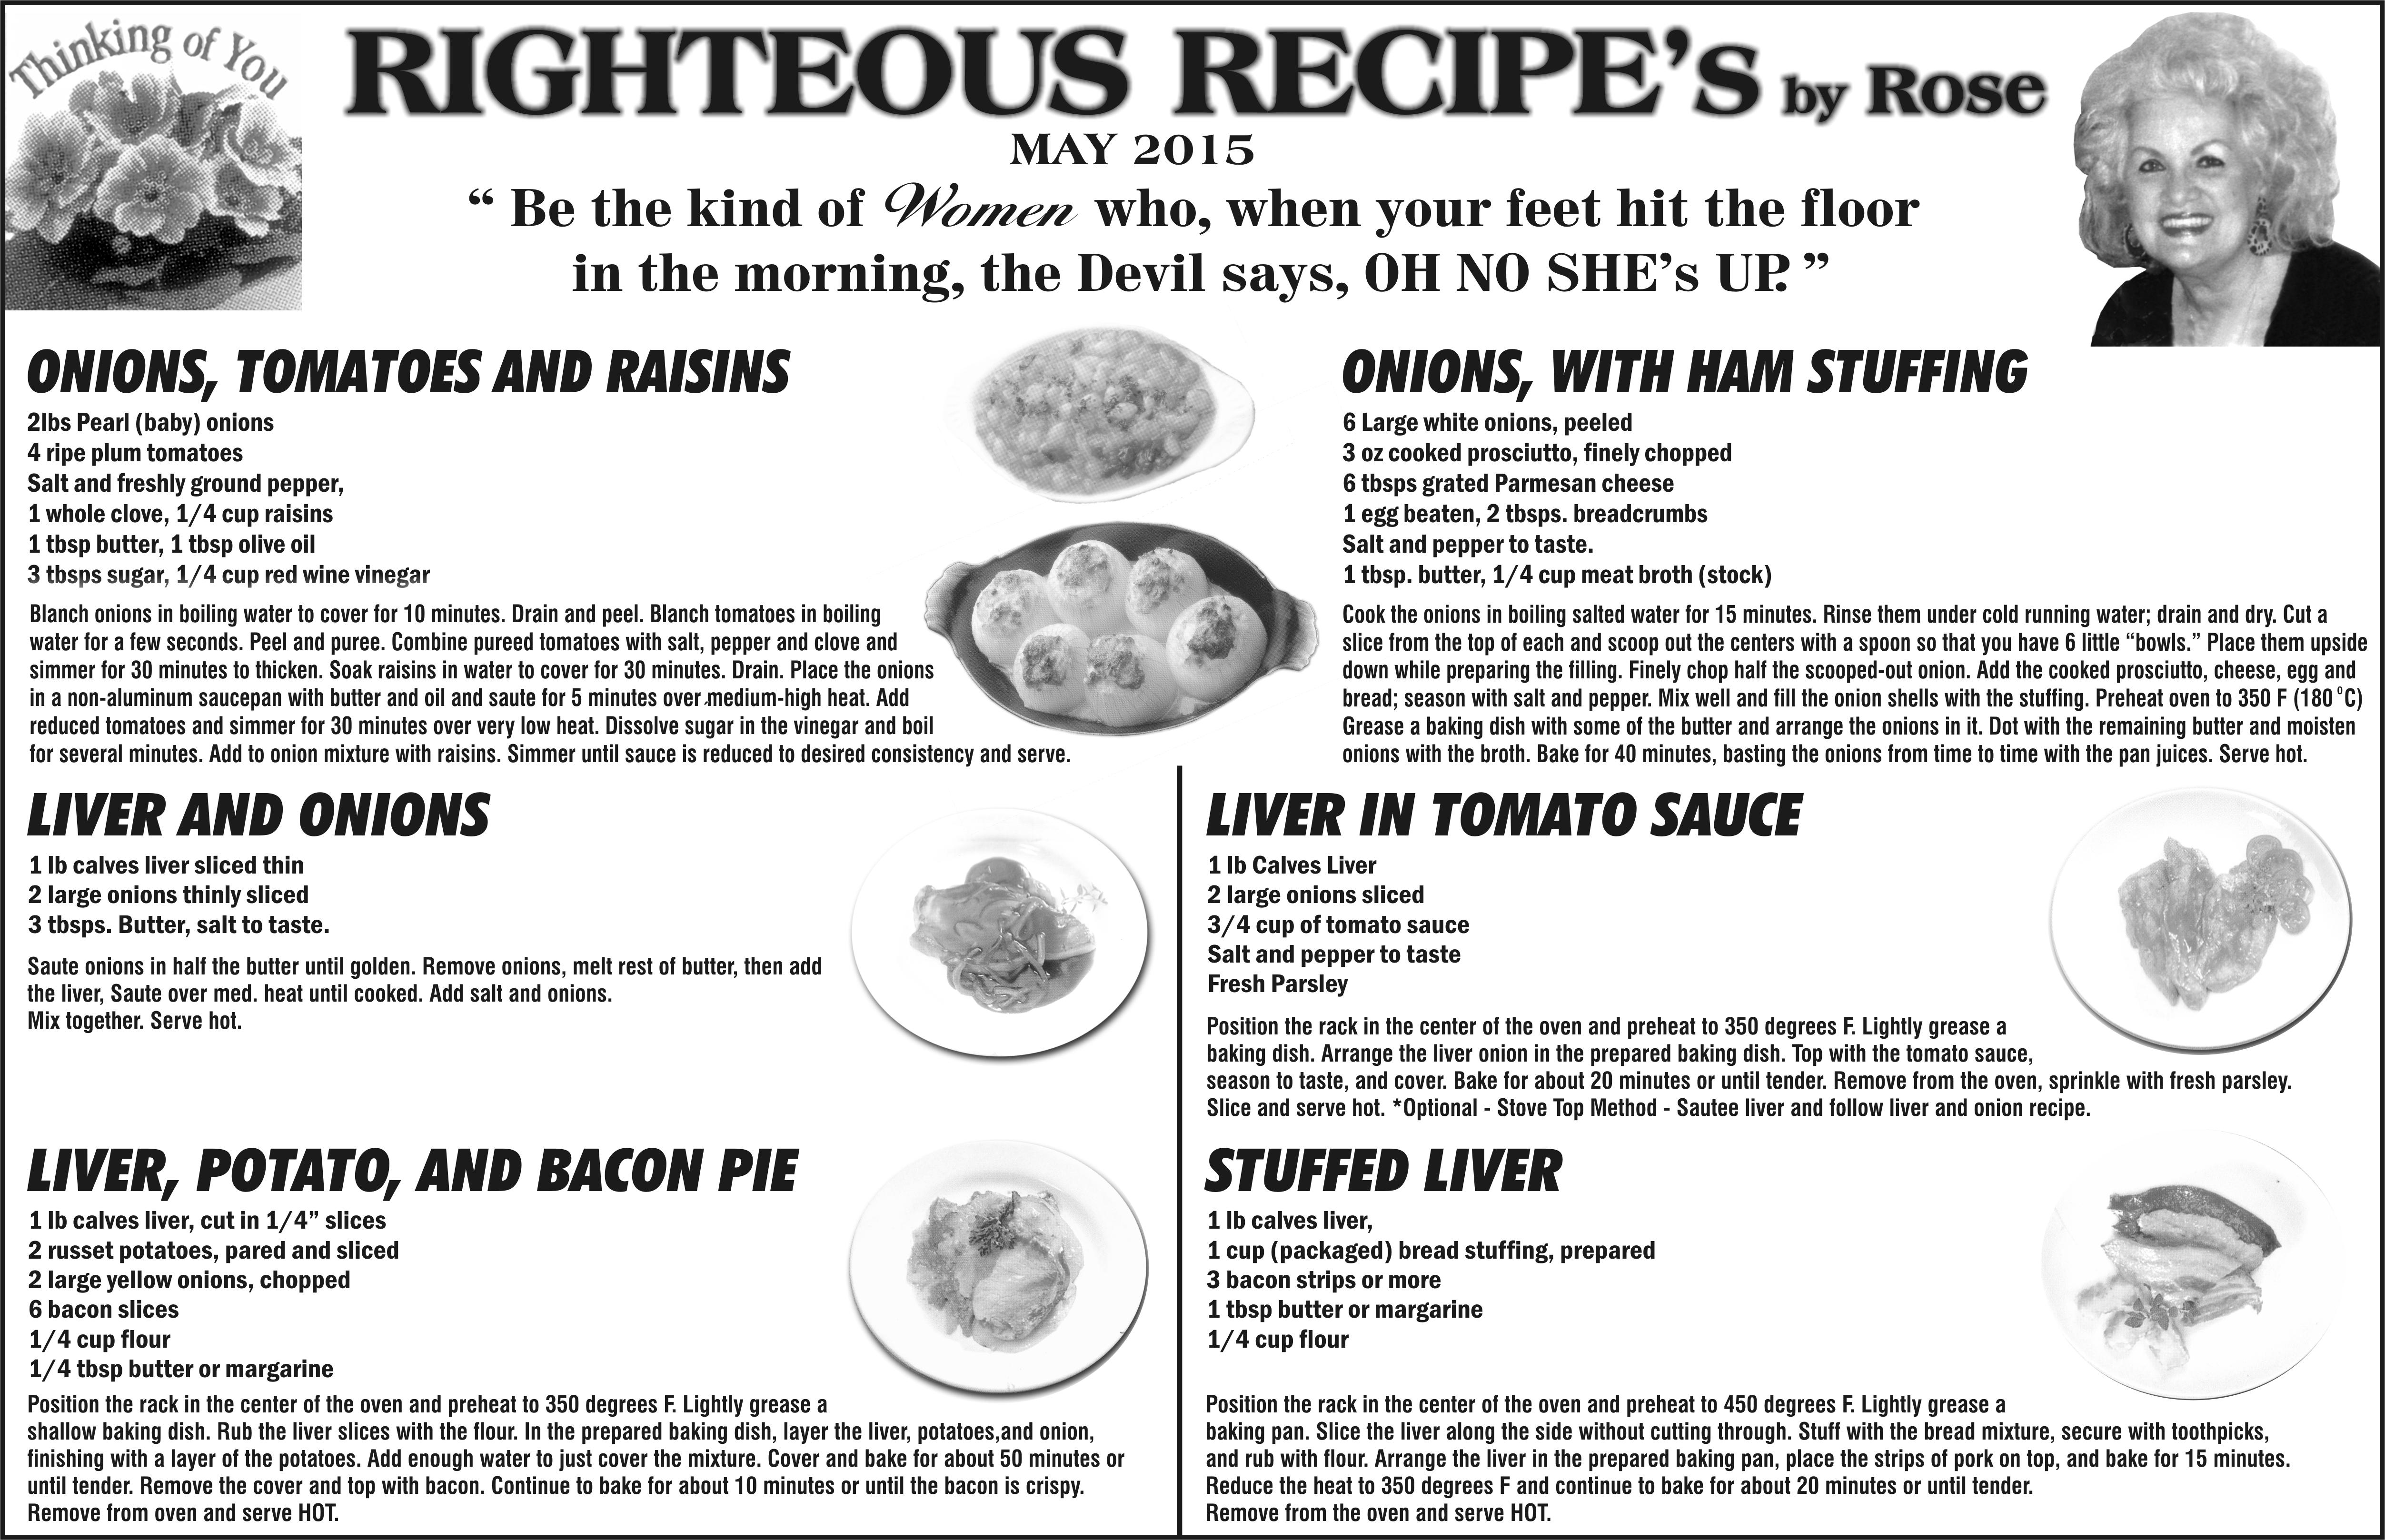 Thinking of You
RIGHTEOUS RECIPE's by Rose
MAY 2015
“ Be the kind of Women who, when your feet hit the floor
in the morning, the Devil says, OH NO SHE's UP. ”
ONIONS, TOMATOES AND RAISINS
2lbs Pearl (baby) onions
4 ripe plum tomatoes
Salt and freshly ground pepper,
1 whole clove, 1/4 cup raisins
1 tbsp butter, 1 tbsp olive oil
3 tbsps sugar, 1/4 cup red wine vinegar
Blanch onions in boiling water to cover for 10 minutes. Drain and peel. Blanch tomatoes in boiling
water for a few seconds. Peel and puree. Combine pureed tomatoes with salt, pepper and clove and
simmer for 30 minutes to thicken. Soak raisins in water to cover for 30 minutes. Drain. Place the onions
in a non-aluminum saucepan with butter and oil and saute for 5 minutes over medium-high heat. Add
reduced tomatoes and simmer for 30 minutes over very low heat. Dissolve sugar in the vinegar and boil
for several minutes. Add to onion mixture with raisins. Simmer until sauce is reduced to desired consistency and serve.
ONIONS, WITH HAM STUFFING
6 Large white onions, peeled
3 oz cooked prosciutto, finely chopped
6 tbsps grated Parmesan cheese
1 egg beaten, 2 tbsps. breadcrumbs
Salt and pepper to taste.
1 tbsp. butter, 1/4 cup meat broth (stock)
Cook the onions in boiling salted water for 15 minutes. RInse them under cold running water; drain and dry. Cut a
slice from the top of each and scoop out the centers with a spoon so that you have 6 little “bowls.” Place them upside
down while preparing the filling. Finely chop half the scooped-out onion. Add the cooked prosciutto, cheese, egg and
bread; season with salt and pepper. Mix well and fill the onion shells with the stuffing. Preheat oven to 350 F (180 ⁰C)
Grease a baking dish with some of the butter and arrange the onions in it. Dot with the remaining butter and moisten
onions with the broth. Bake for 40 minutes, basting the onions from time to time with the pan juices. Serve hot.
LIVER AND ONIONS
1 lb calves liver sliced thin
2 large onions thinly sliced
3 tbsps. Butter, salt to taste.
Saute onions in half the butter until golden. Remove onions, melt rest of butter, then add
the liver, Saute over med. heat until cooked. Add salt and onions.
Mix together. Serve hot.
LIVER IN TOMATO SAUCE
1 lb Calves Liver
2 large onions sliced
3/4 cup of tomato sauce
Salt and pepper to taste
Fresh Parsley
Position the rack in the center of the oven and preheat to 350 degrees F. Lightly grease a
baking dish. Arrange the liver onion in the prepared baking dish. Top with the tomato sauce,
season to taste, and cover. Bake for about 20 minutes or until tender. Remove from the oven, sprinkle with fresh parsley.
Slice and serve hot. *Optional - Stove Top Method - Sautee liver and follow liver and onion recipe.
LIVER, POTATO, AND BACON PIE
1 lb calves liver, cut in 1/4” slices
2 russet potatoes, pared and sliced
2 large yellow onions, chopped
6 bacon slices
1/4 cup flour
1/4 tbsp butter or margarine
Position the rack in the center of the oven and preheat to 350 degrees F. Lightly grease a
shallow baking dish. Rub the liver slices with the flour. In the prepared baking dish, layer the liver, potatoes,and onion,
finishing with a layer of the potatoes. Add enough water to just cover the mixture. Cover and bake for about 50 minutes or
until tender. Remove the cover and top with bacon. Continue to bake for about 10 minutes or until the bacon is crispy.
Remove from oven and serve HOT.
STUFFED LIVER
1 lb calves liver,
1 cup (packaged) bread stuffing, prepared
3 bacon strips or more
1 tbsp butter or margarine
1/4 cup flour
Position the rack in the center of the oven and preheat to 450 degrees F. Lightly grease a
baking pan. Slice the liver along the side without cutting through. Stuff with the bread mixture, secure with toothpicks,
and rub with flour. Arrange the liver in the prepared baking pan, place the strips of pork on top, and bake for 15 minutes.
Reduce the heat to 350 degrees F and continue to bake for about 20 minutes or until tender.
Remove from the oven and serve HOT.